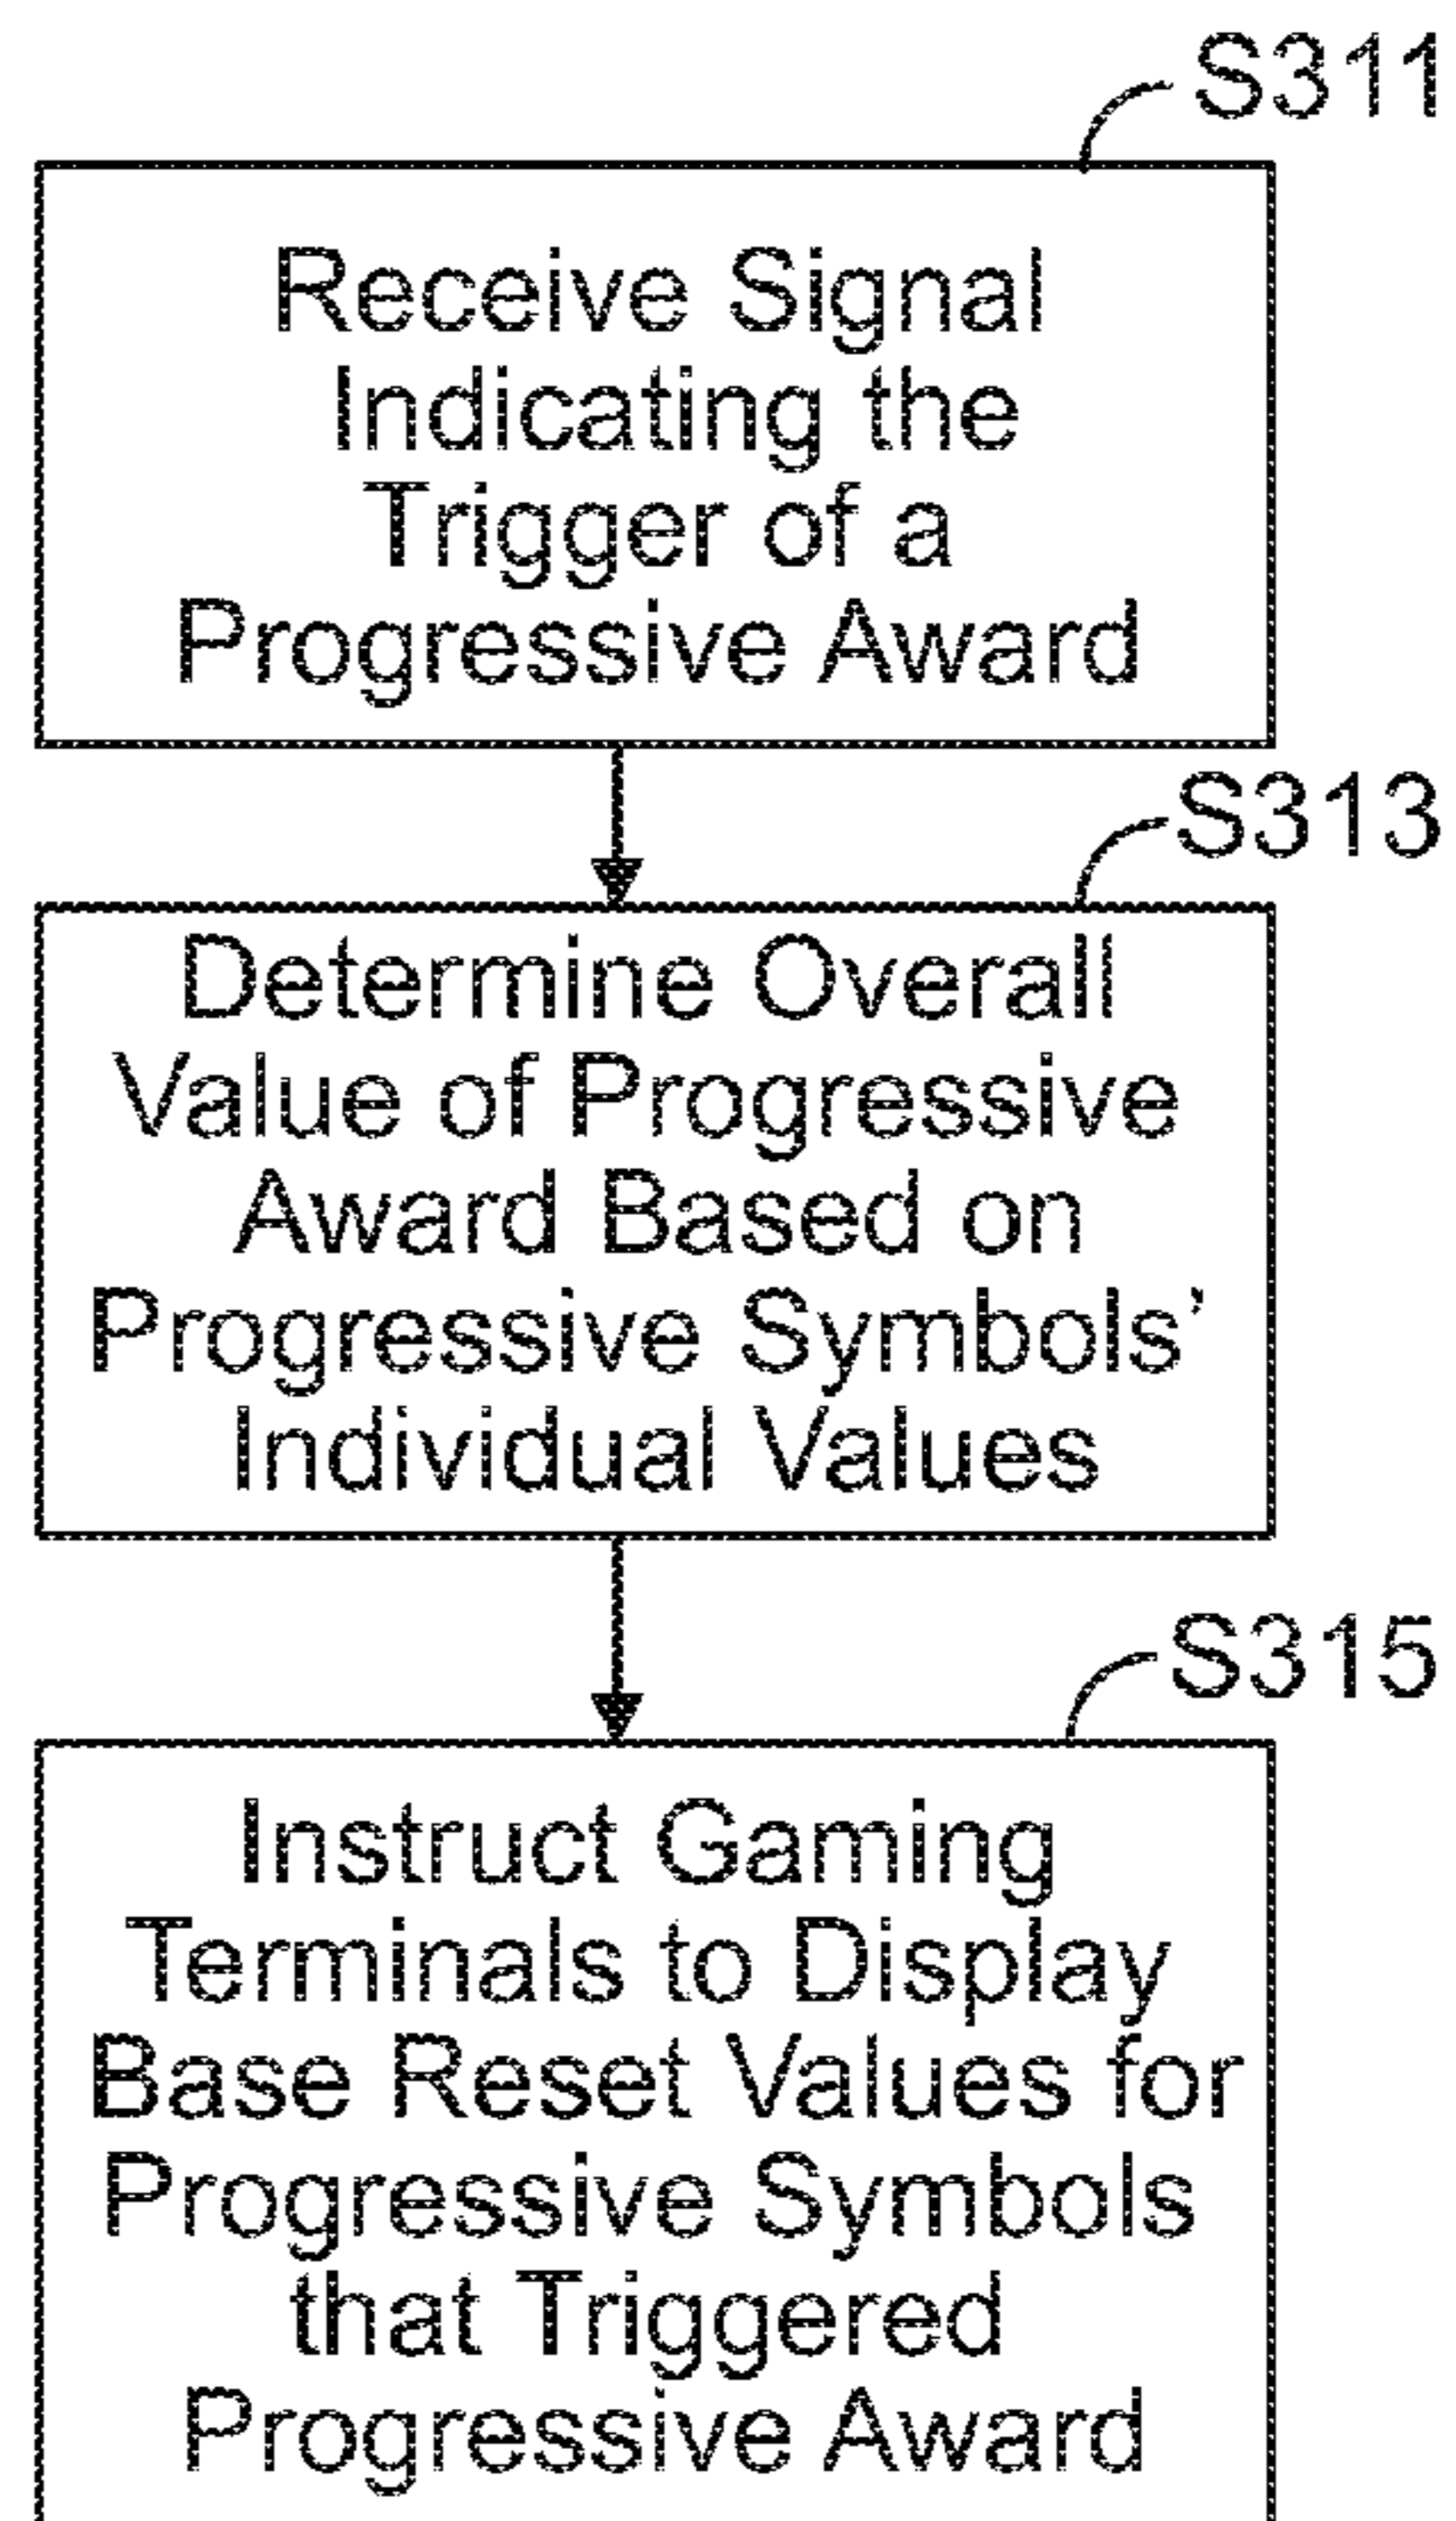 S311
Receive Signal
Indicating the
Trigger of a
Progressive Award
S313
Determine Overall
Value of Progressive
Award Based on
Progressive Symbols’
Individual Values
S315
Instruct Gaming
Terminals to Display
Base Reset Values for
Progressive Symbols
that Triggered
Progressive Award